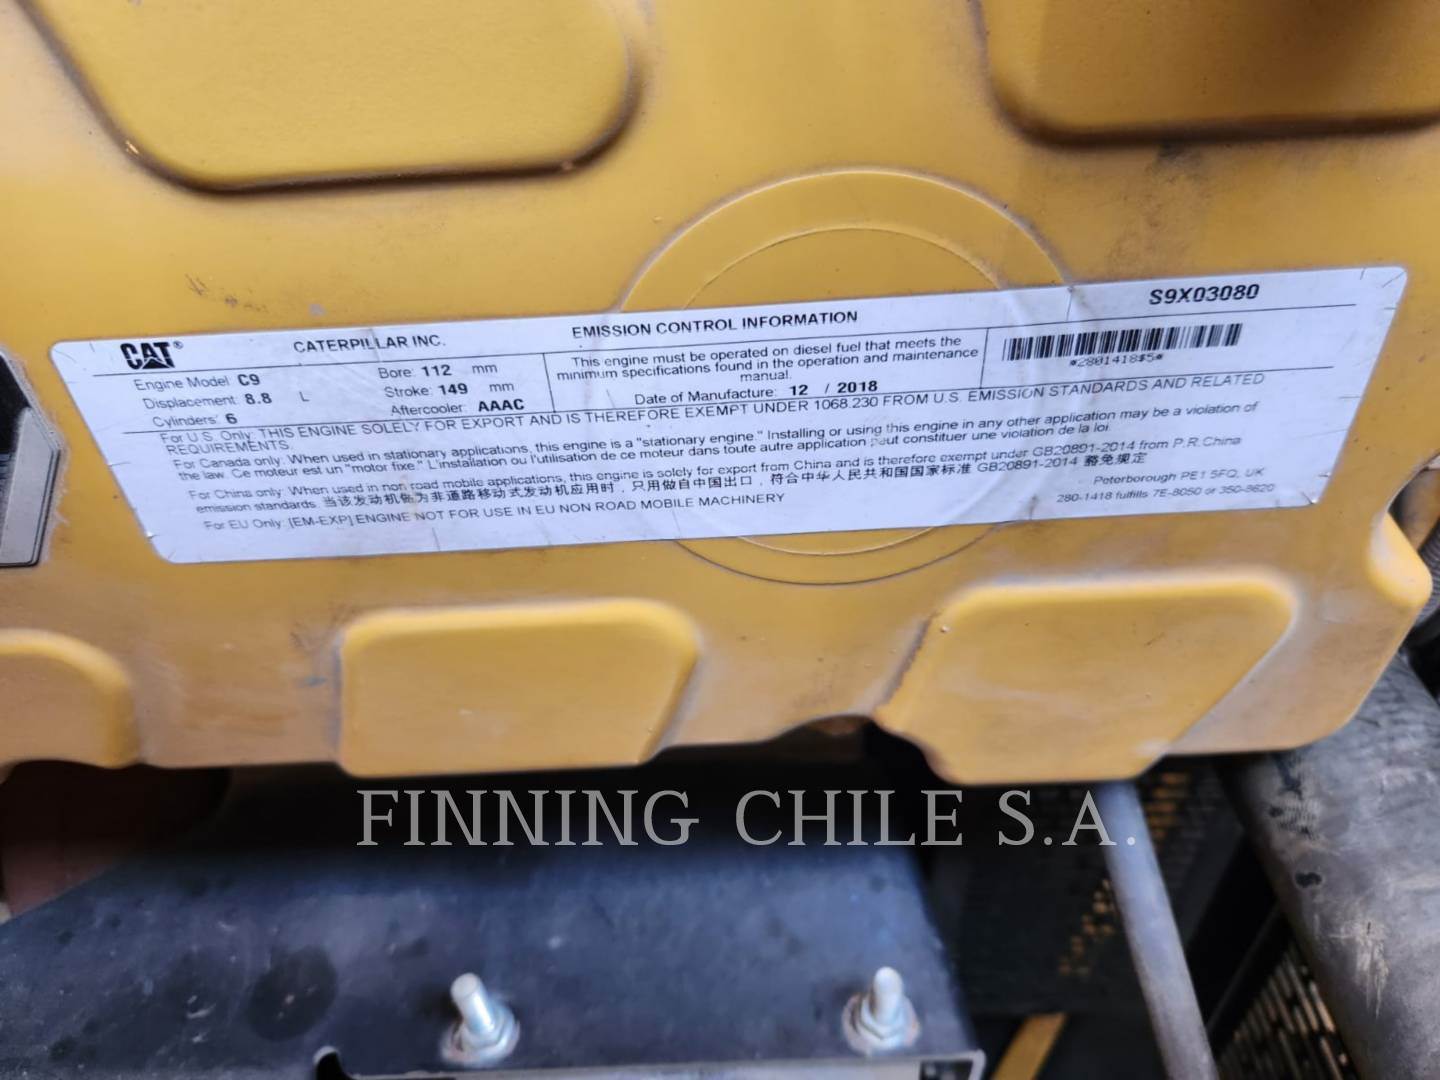 CAT®
CATERPILLAR INC.
EMISSION CONTROL INFORMATION
S9X03080
Engine Model: C9
Bore: 112 mm
Displacement: 8.8 L
Stroke: 149 mm
Cylinders: 6
Aftercooler: AAAC
This engine must be operated on diesel fuel that meets the
minimum specifications found in the operation and maintenance
manual.
Date of Manufacture: 12 / 2018
*2801418$5*
For U.S. Only: THIS ENGINE SOLELY FOR EXPORT AND IS THEREFORE EXEMPT UNDER 1068.230 FROM U.S. EMISSION STANDARDS AND RELATED
REQUIREMENTS.
For Canada only: When used in stationary applications, this engine is a "stationary engine." Installing or using this engine in any other application may be a violation of
the law. Ce moteur est un "motor fixe." L'installation ou l'utilisation de ce moteur dans toute autre application peut constituer une violation de la loi.
For China only: When used in non road mobile applications, this engine is solely for export from China and is therefore exempt under GB20891-2014 from P.R.China
emission standards. 当该发动机做为非道路移动式发动机应用时，只用做自中国出口，符合中华人民共和国国家标准 GB20891-2014 豁免规定
For EU Only: [EM-EXP] ENGINE NOT FOR USE IN EU NON ROAD MOBILE MACHINERY
Peterborough PE1 5FQ, UK
280-1418 fulfills 7E-8050 or 350-8620
FINNING CHILE S.A.